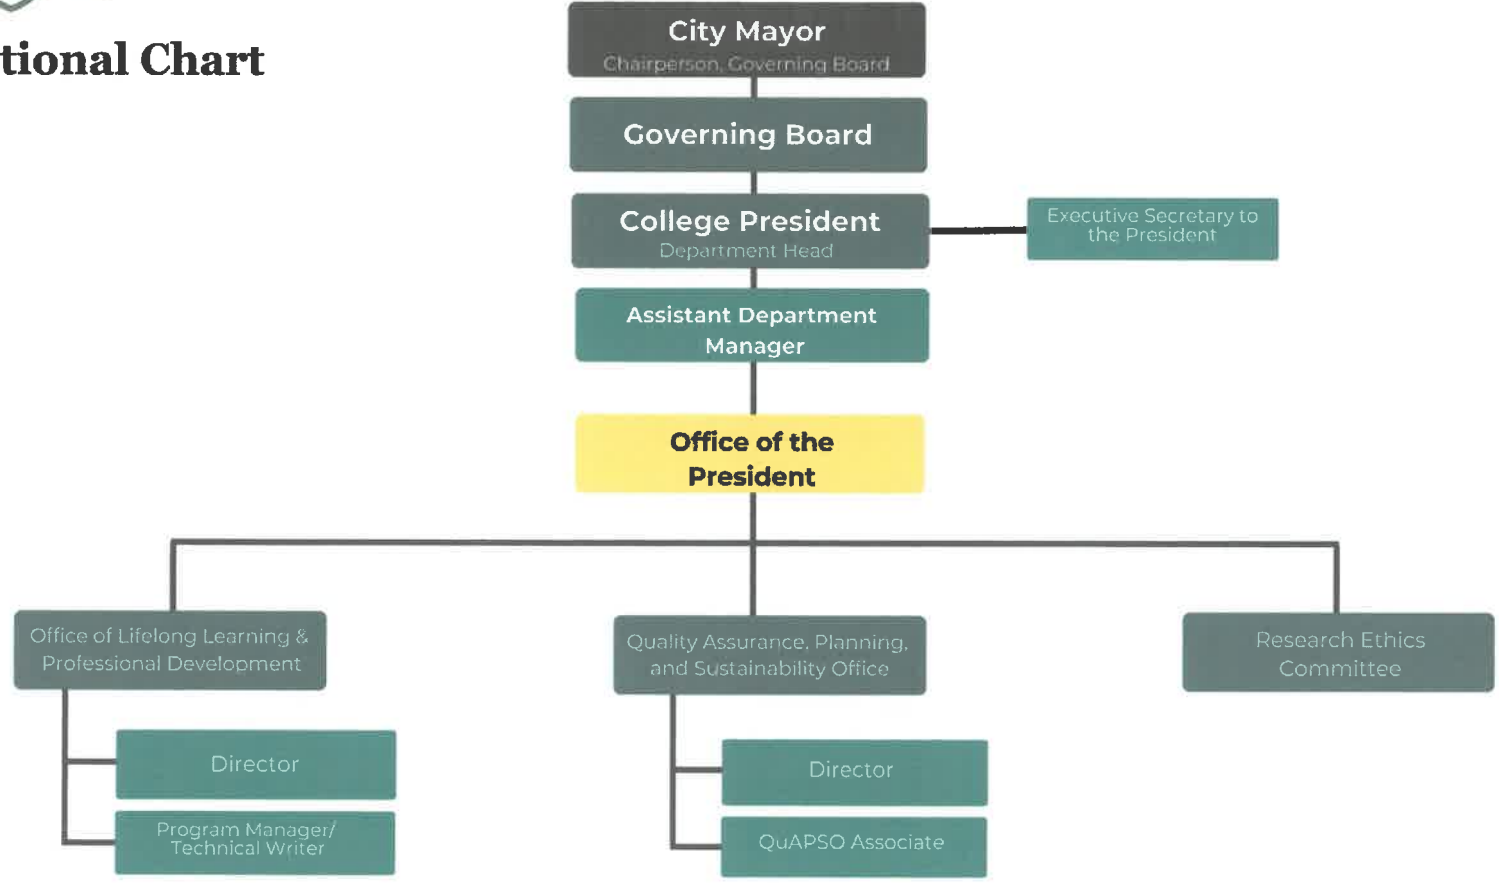 tional Chart
City Mayor
Chairperson, Governing Board
Governing Board
College President
Department Head
Executive Secretary to
the President
Assistant Department
Manager
Office of the
President
Office of Lifelong Learning &
Professional Development
Director
Program Manager/
Technical Writer
Quality Assurance, Planning,
and Sustainability Office
Director
QuAPSO Associate
Research Ethics
Committee